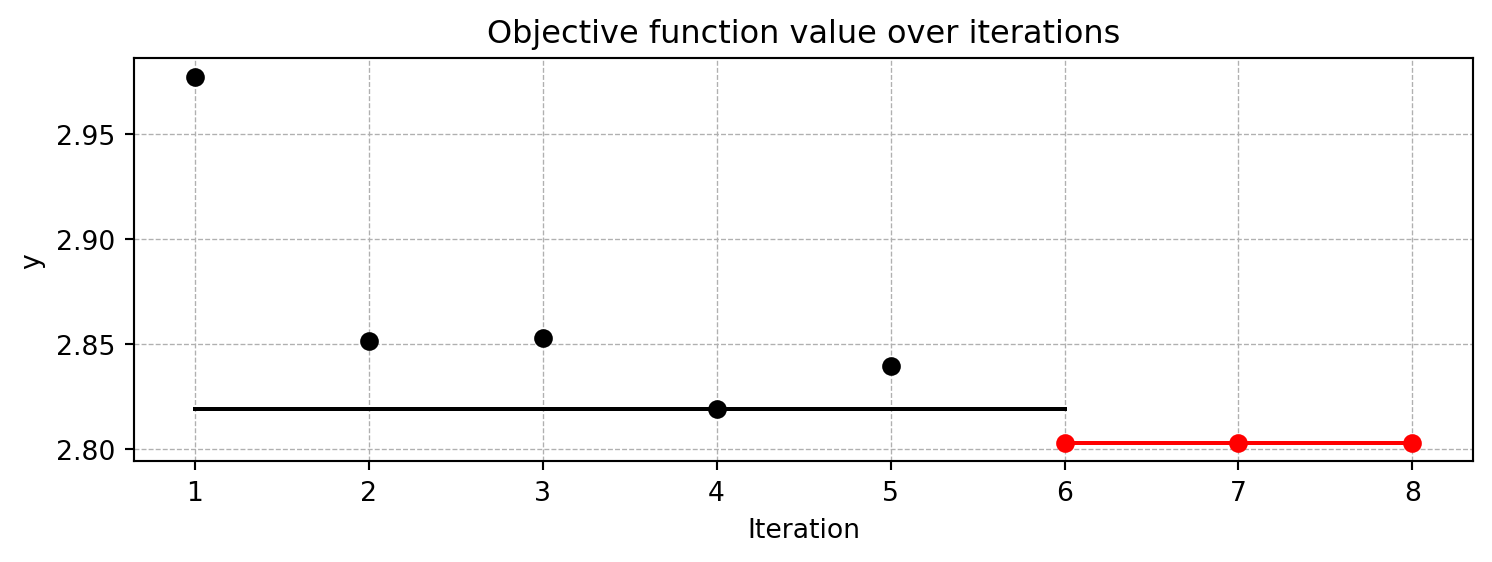 Objective function value over iterations
y
2.95
2.90
2.85
2.80
1 2 3 4 5 6 7 8
Iteration